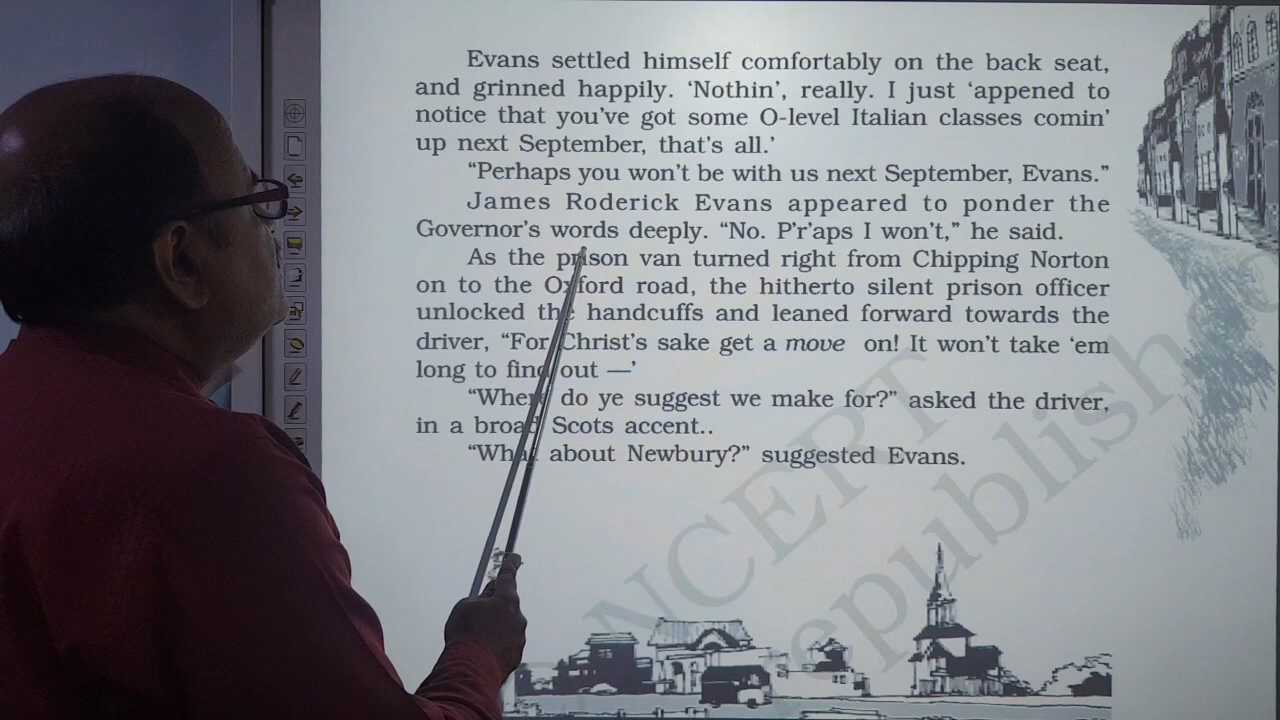 Evans settled himself comfortably on the back seat,
and grinned happily. ‘Nothin’, really. I just ‘appened to
notice that you’ve got some O-level Italian classes comin’
up next September, that’s all.’
“Perhaps you won’t be with us next September, Evans.”
James Roderick Evans appeared to ponder the
Governor’s words deeply. “No. P’r’aps I won’t,” he said.
As the prison van turned right from Chipping Norton
on to the Oxford road, the hitherto silent prison officer
unlocked the handcuffs and leaned forward towards the
driver, “For Christ’s sake get a move on! It won’t take ‘em
long to find out —’
“Where do ye suggest we make for?” asked the driver,
in a broad Scots accent..
“What about Newbury?” suggested Evans.
NCERT
republish